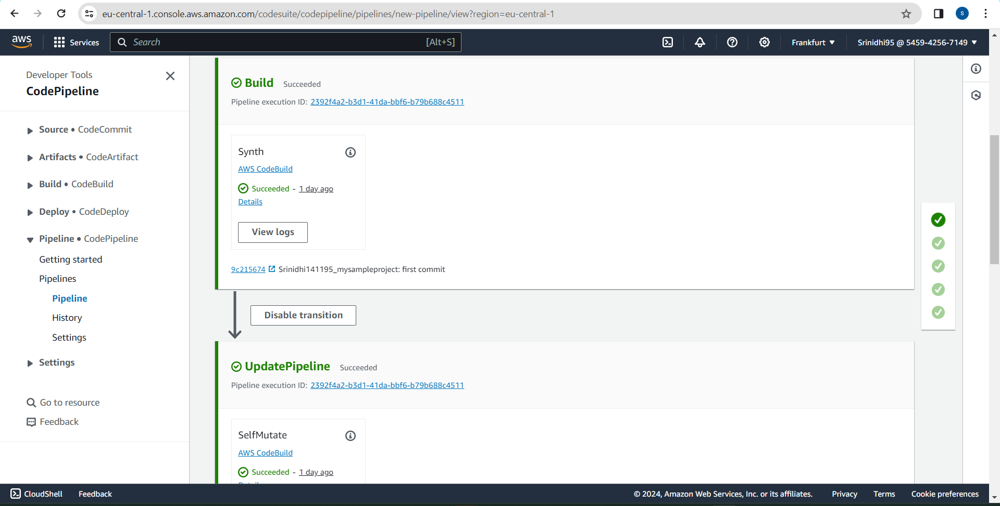 eu-central-1.console.aws.amazon.com/codesuite/codepipeline/pipelines/new-pipeline/view?region=eu-central-1
S
aws
Services
Search
[Alt+S]
Frankfurt
Srinidhi95 @ 5459-4256-7149
Developer Tools
CodePipeline
Source • CodeCommit
Artifacts • CodeArtifact
Build • CodeBuild
Deploy • CodeDeploy
Pipeline • CodePipeline
Getting started
Pipelines
Pipeline
History
Settings
Settings
Go to resource
Feedback
Build Succeeded
Pipeline execution ID: 2392f4a2-b3d1-41da-bbf6-b79b688c4511
Synth
AWS CodeBuild
Succeeded - 1 day ago
Details
View logs
9c215674 Srinidhi141195_mysampleproject: first commit
Disable transition
UpdatePipeline Succeeded
Pipeline execution ID: 2392f4a2-b3d1-41da-bbf6-b79b688c4511
SelfMutate
AWS CodeBuild
Succeeded - 1 day ago
CloudShell
Feedback
© 2024, Amazon Web Services, Inc. or its affiliates.
Privacy
Terms
Cookie preferences